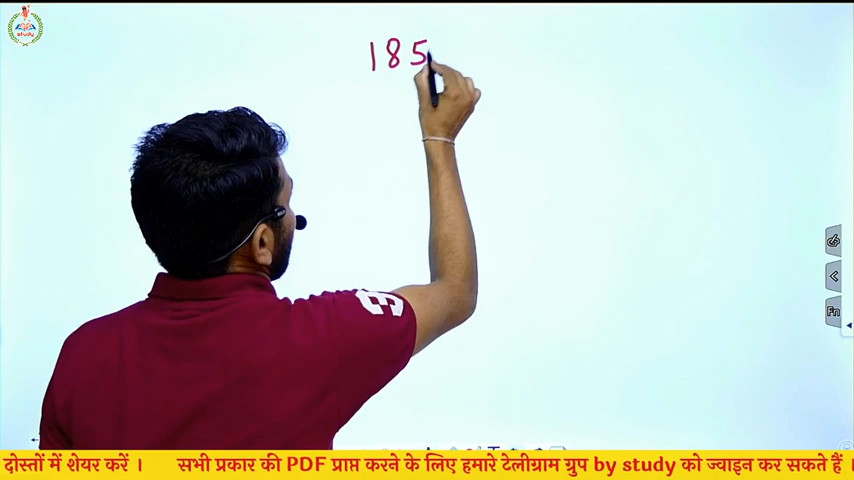 study
185
Fn
दोस्तों में शेयर करें । सभी प्रकार की PDF प्राप्त करने के लिए हमारे टेलीग्राम ग्रुप by study को ज्वाइन कर सकते हैं ।